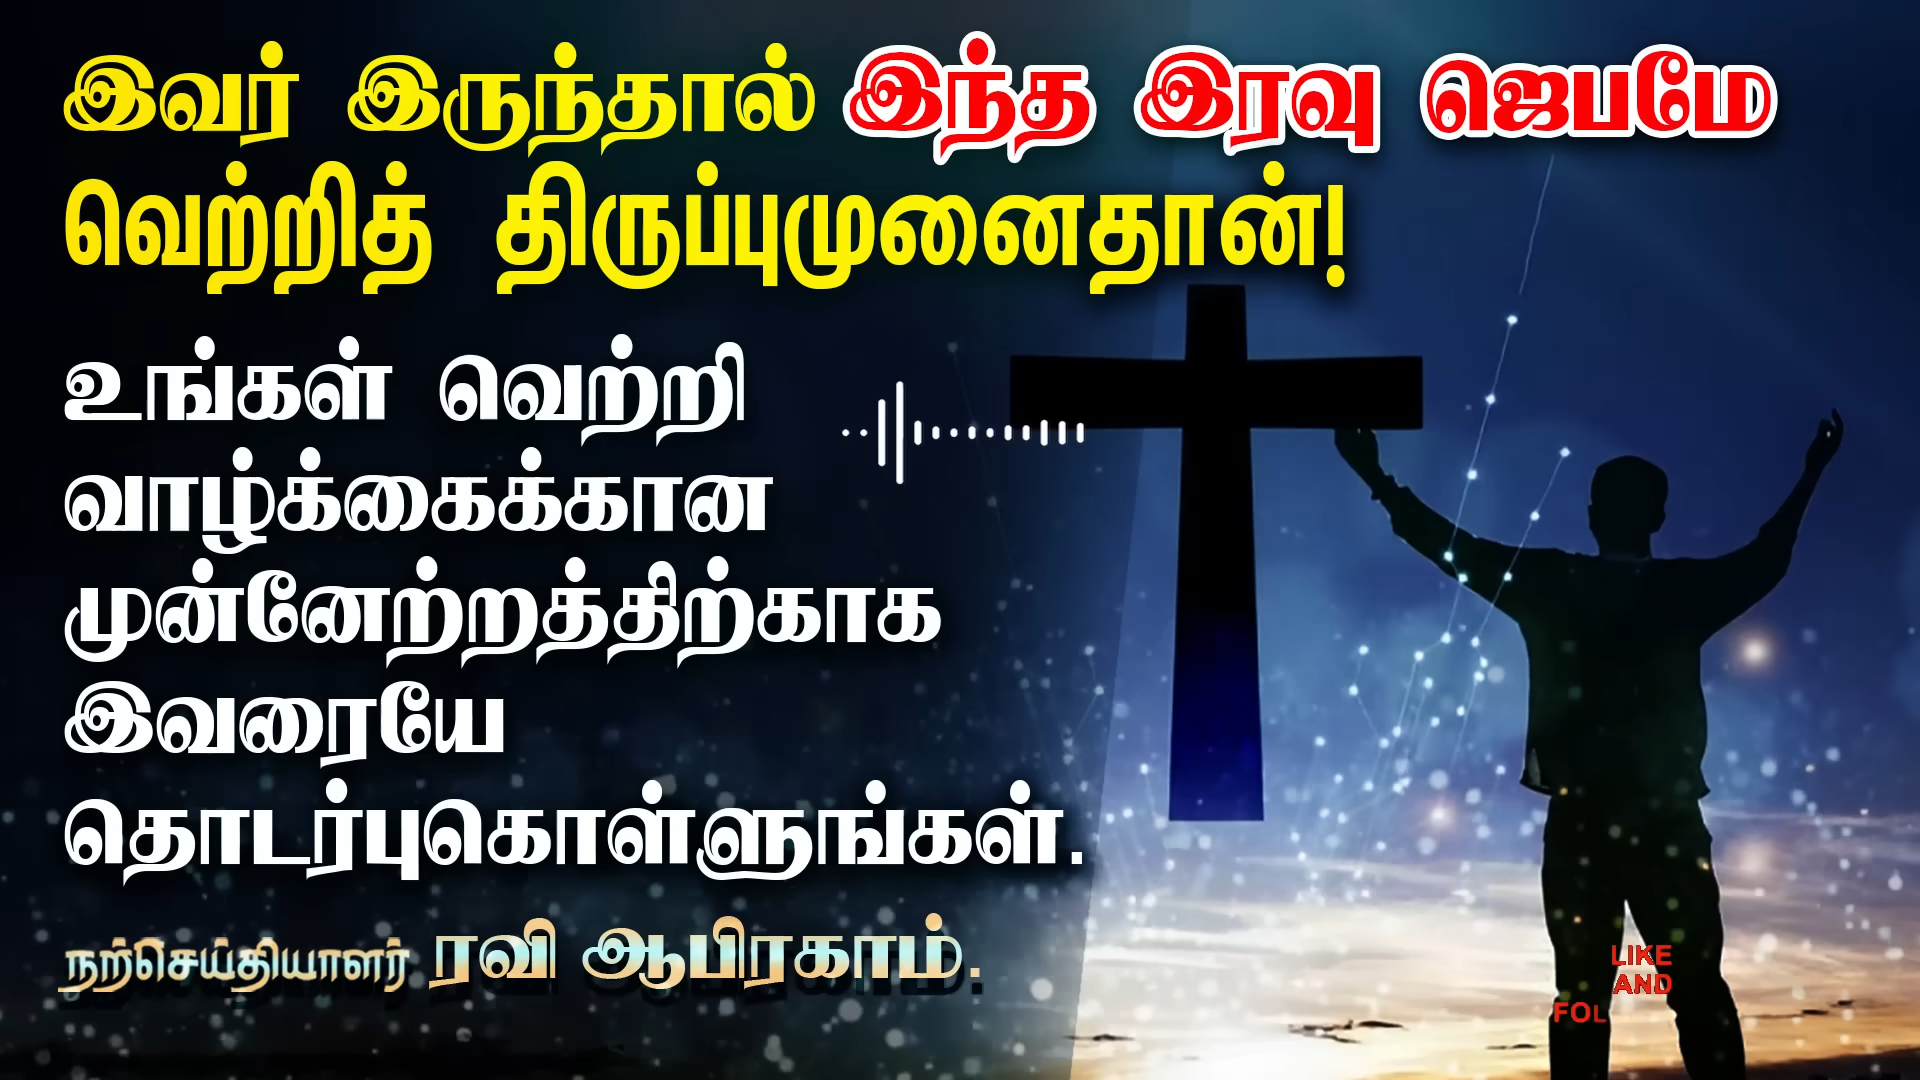 இவர் இருந்தால் இந்த இரவு ஜெபமே
வெற்றித் திருப்புமுனைதான்!
உங்கள் வெற்றி
வாழ்க்கைக்கான
முன்னேற்றத்திற்காக
இவரையே
தொடர்புகொள்ளுங்கள்.
நற்செய்தியாளர் ரவி ஆபிரகாம்.
LIKE
AND
FOL